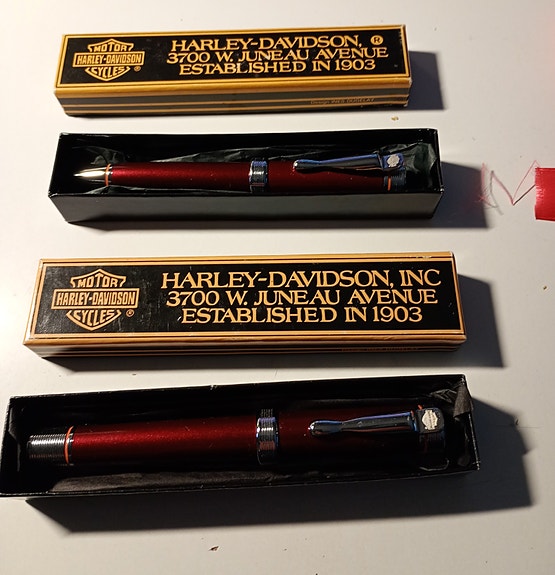 MOTOR
HARLEY-DAVIDSON
CYCLES ®
HARLEY-DAVIDSON, ®
3700 W. JUNEAU AVENUE
ESTABLISHED IN 1903
MOTOR
HARLEY-DAVIDSON
CYCLES ®
HARLEY-DAVIDSON, INC
3700 W. JUNEAU AVENUE
ESTABLISHED IN 1903